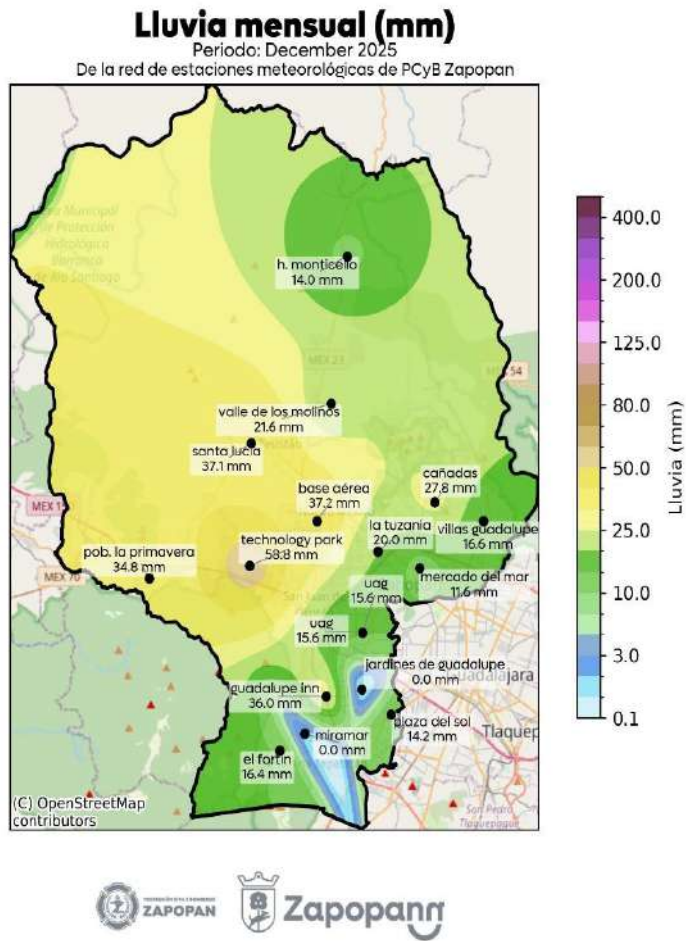 Lluvia mensual (mm)
Periodo: December 2025
De la red de estaciones meteorológicas de PCyB Zapopan
h. monticello
14.0 mm
MEX 23
MEX 54
valle de los molinos
21.6 mm
santa lucia
37.1 mm
cañadas
27.8 mm
base aérea
37.2 mm
la tuzania
20.0 mm
villas guadalupe
16.6 mm
MEX 15
technology park
58.8 mm
pob. la primavera
34.8 mm
MEX 70
mercado del mar
11.6 mm
uag
15.6 mm
uag
15.6 mm
jardines de guadalupe
0.0 mm
Guadalajara
guadalupe inn
36.0 mm
plaza del sol
14.2 mm
miramar
0.0 mm
Tlaquep
el fortin
16.4 mm
San Pedro
Tlaquepaque
(C) OpenStreetMap
contributors
400.0
200.0
125.0
80.0
50.0
25.0
10.0
3.0
0.1
Lluvia (mm)
ZAPOPAN
Zapopan